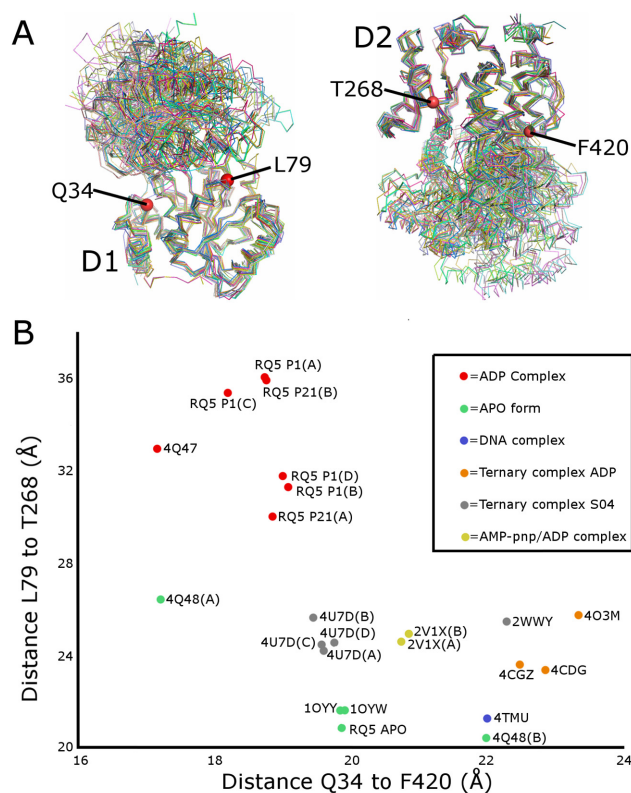 A
D2
T268
L79
Q34
F420
D1
B
Distance L79 to T268 (Å)
36
32
28
24
20
RQ5 P1(A)
RQ5 P21(B)
RQ5 P1(C)
4Q47
RQ5 P1(D)
RQ5 P1(B)
RQ5 P21(A)
4Q48(A)
4U7D(B)
4U7D(D)
4U7D(C)
4U7D(A)
2V1X(B)
2V1X(A)
2WWY
4O3M
4CGZ
4CDG
1OYY
1OYW
RQ5 APO
4TMU
4Q48(B)
=ADP Complex
=APO form
=DNA complex
=Ternary complex ADP
=Ternary complex S04
=AMP-pnp/ADP complex
16 18 20 22 24
Distance Q34 to F420 (Å)